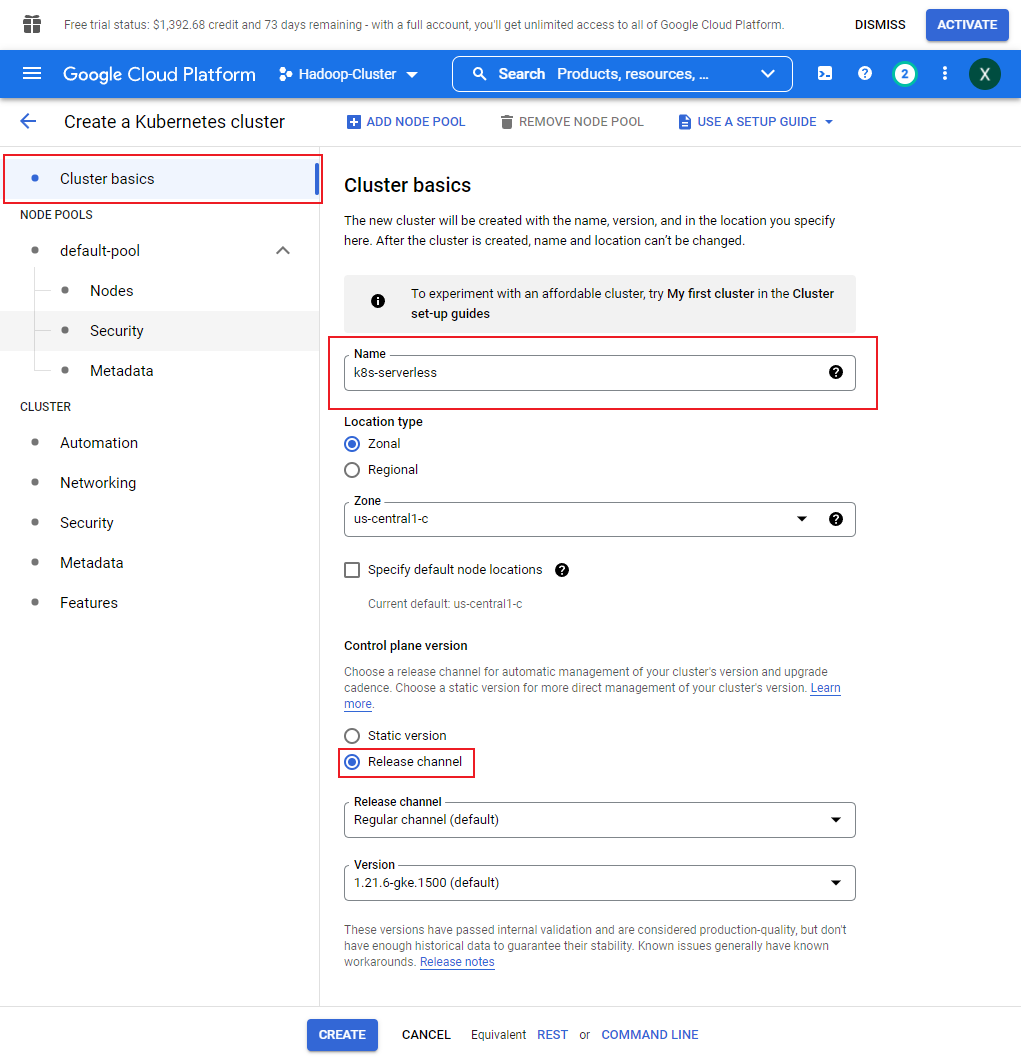 Free trial status: $1,392.68 credit and 73 days remaining - with a full account, you'll get unlimited access to all of Google Cloud Platform.
DISMISS
ACTIVATE
Google Cloud Platform
Hadoop-Cluster
Search Products, resources, ...
2
X
Create a Kubernetes cluster
ADD NODE POOL
REMOVE NODE POOL
USE A SETUP GUIDE
Cluster basics
NODE POOLS
default-pool
Nodes
Security
Metadata
CLUSTER
Automation
Networking
Security
Metadata
Features
Cluster basics
The new cluster will be created with the name, version, and in the location you specify
here. After the cluster is created, name and location can't be changed.
To experiment with an affordable cluster, try My first cluster in the Cluster
set-up guides
Name
k8s-serverless
Location type
Zonal
Regional
Zone
us-central1-c
Specify default node locations
Current default: us-central1-c
Control plane version
Choose a release channel for automatic management of your cluster's version and upgrade
cadence. Choose a static version for more direct management of your cluster's version. Learn
more.
Static version
Release channel
Release channel
Regular channel (default)
Version
1.21.6-gke.1500 (default)
These versions have passed internal validation and are considered production-quality, but don't
have enough historical data to guarantee their stability. Known issues generally have known
workarounds. Release notes
CREATE
CANCEL
Equivalent REST or COMMAND LINE